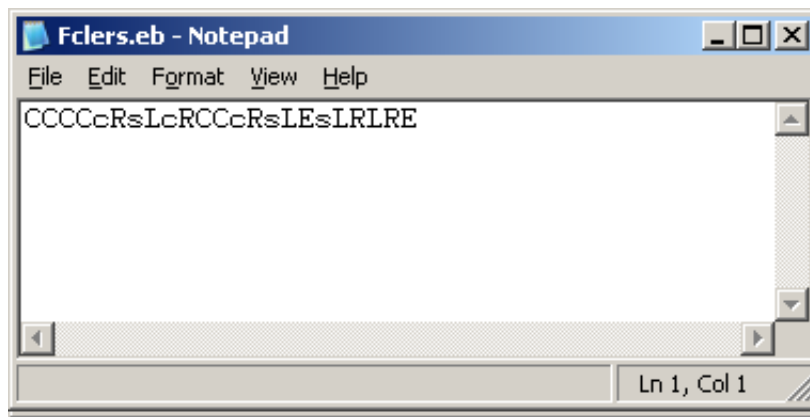 Fclers.eb - Notepad
File Edit Format View Help
CCCCcRsLcRCCcRsLEsLRLRE
Ln 1, Col 1